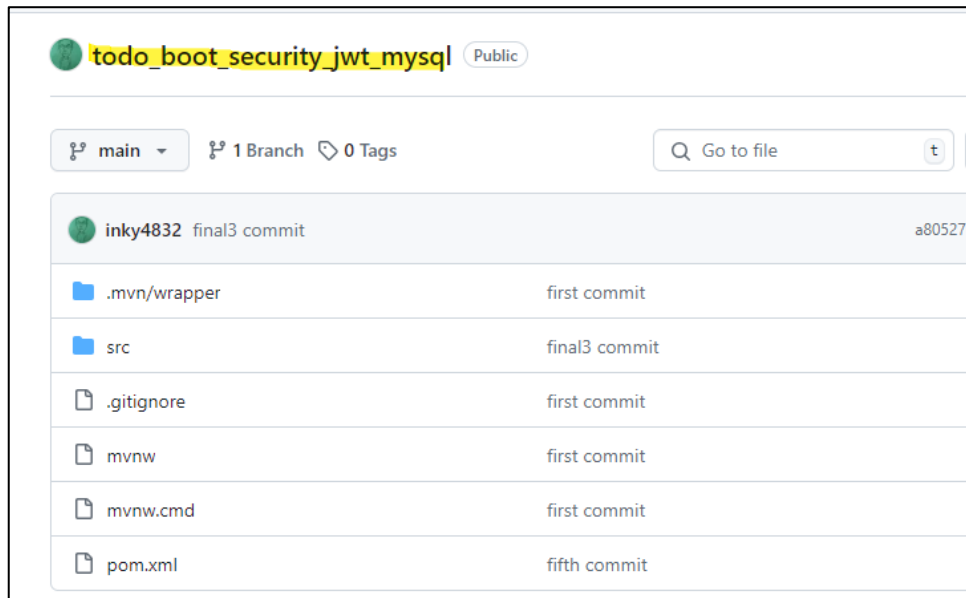 todo_boot_security_jwt_mysql Public
main 1 Branch 0 Tags Go to file t
inky4832 final3 commit a80527
.mvn/wrapper first commit
src final3 commit
.gitignore first commit
mvnw first commit
mvnw.cmd first commit
pom.xml fifth commit